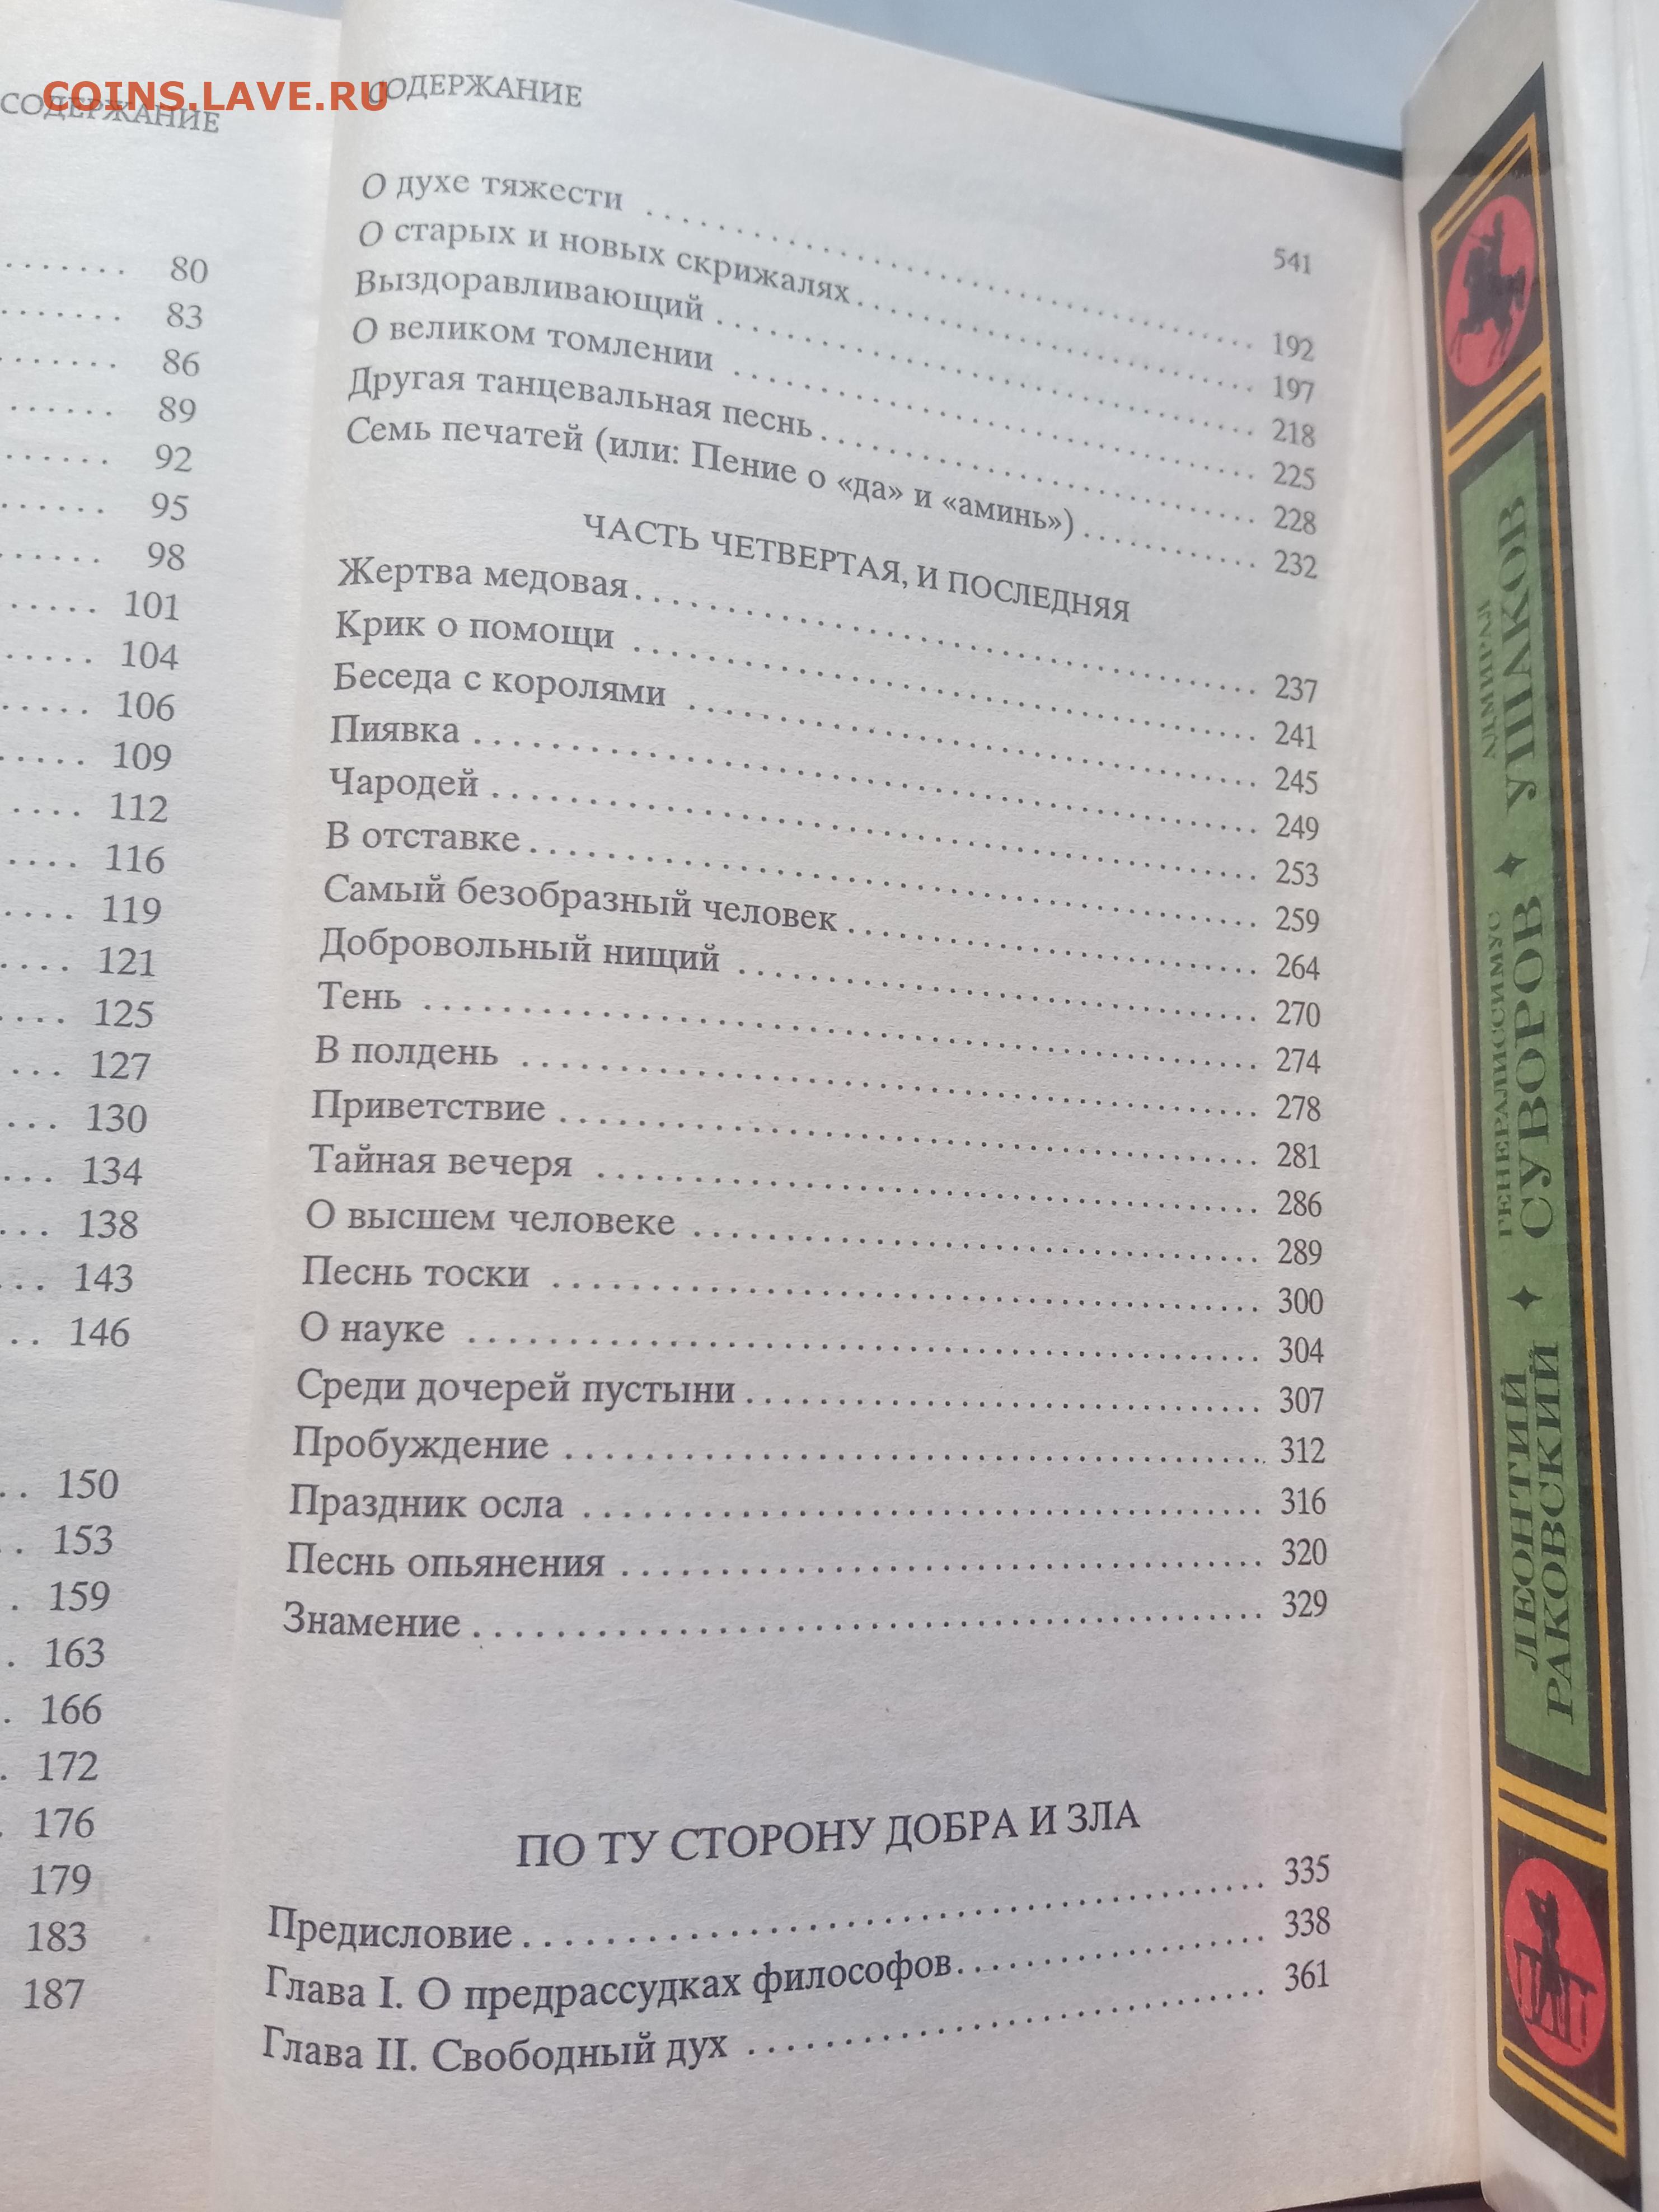 COINS.LAVE.RU
СОДЕРЖАНИЕ
80
83
86
89
92
95
98
101
104
106
109
112
116
119
121
125
127
130
134
138
143
146
150
153
159
163
166
172
176
179
183
187
СОДЕРЖАНИЕ
541
О духе тяжести . . . . . 192
О старых и новых скрижалях . . . . . 197
Выздоравливающий . . . . . 218
О великом томлении . . . . . 225
Другая танцевальная песнь . . . . . 228
Семь печатей (или: Пение о «да» и «аминь») . . . . . 232
ЧАСТЬ ЧЕТВЕРТАЯ, И ПОСЛЕДНЯЯ
Жертва медовая . . . . . 237
Крик о помощи . . . . . 241
Беседа с королями . . . . . 245
Пиявка . . . . . 249
Чародей . . . . . 253
В отставке . . . . . 259
Самый безобразный человек . . . . . 264
Добровольный нищий . . . . . 270
Тень . . . . . 274
В полдень . . . . . 278
Приветствие . . . . . 281
Тайная вечеря . . . . . 286
О высшем человеке . . . . . 289
Песнь тоски . . . . . 300
О науке . . . . . 304
Среди дочерей пустыни . . . . . 307
Пробуждение . . . . . 312
Праздник осла . . . . . 316
Песнь опьянения . . . . . 320
Знамение . . . . . 329
ПО ТУ СТОРОНУ ДОБРА И ЗЛА
Предисловие . . . . . 335
Глава I. О предрассудках философов . . . . . 338
Глава II. Свободный дух . . . . . 361
ЛЕОНТИЙ
РАКОВСКИЙ
ГЕНЕРАЛИССИМУС
СУВОРОВ
АДМИРАЛ
УШАКОВ